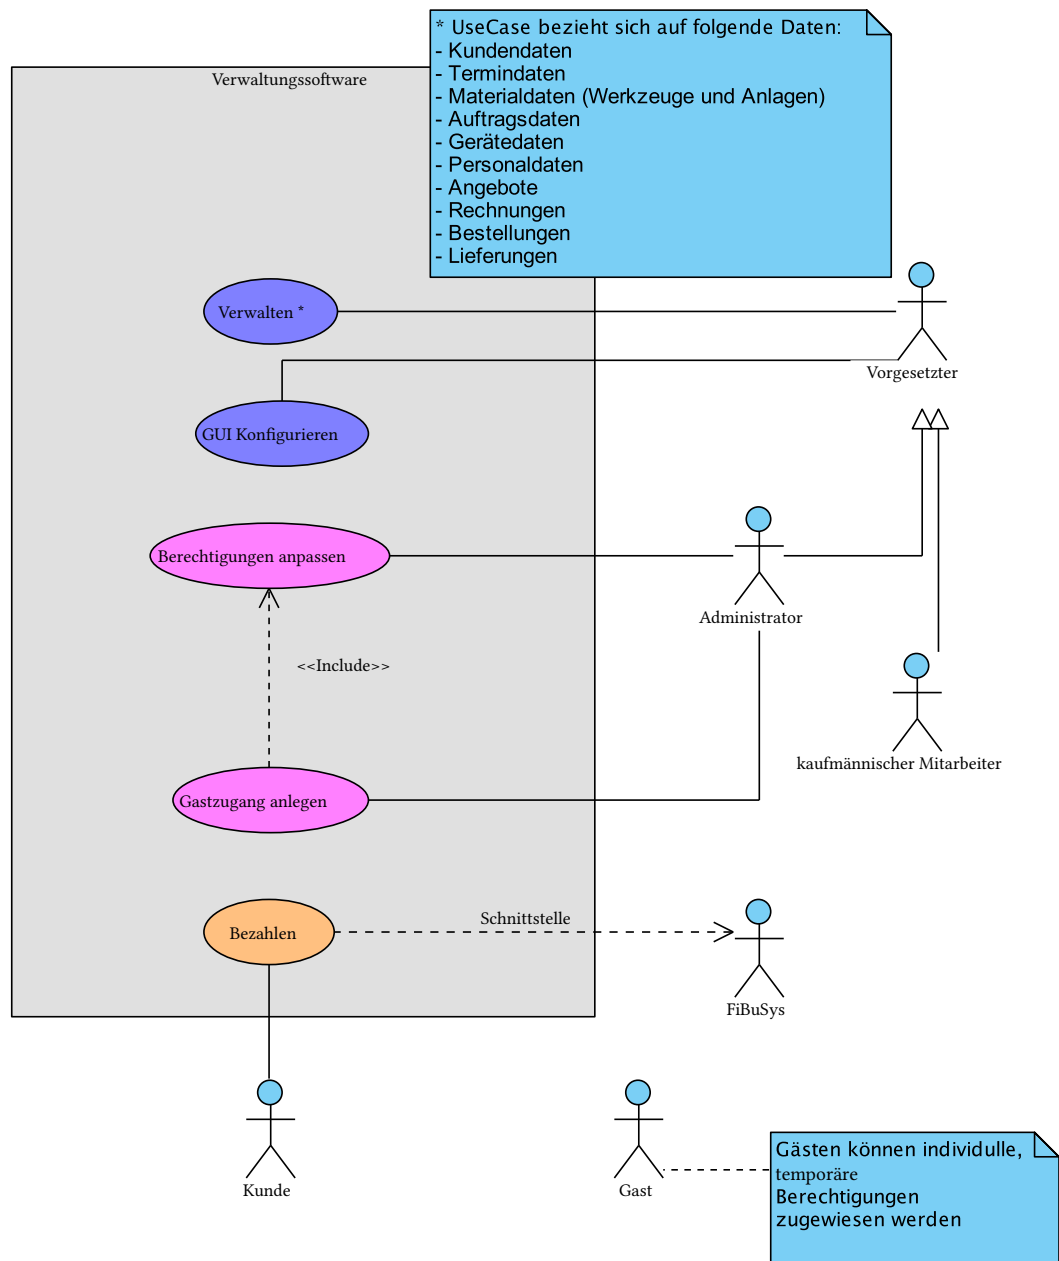 * UseCase bezieht sich auf folgende Daten:
- Kundendaten
- Termindaten
- Materialdaten (Werkzeuge und Anlagen)
- Auftragsdaten
- Gerätedaten
- Personaldaten
- Angebote
- Rechnungen
- Bestellungen
- Lieferungen
Verwaltungssoftware
Verwalten *
Vorgesetzter
GUI Konfigurieren
Berechtigungen anpassen
Administrator
<<Include>>
kaufmännischer Mitarbeiter
Gastzugang anlegen
Schnittstelle
Bezahlen
FiBuSys
Kunde
Gast
Gästen können individulle,
temporäre
Berechtigungen
zugewiesen werden